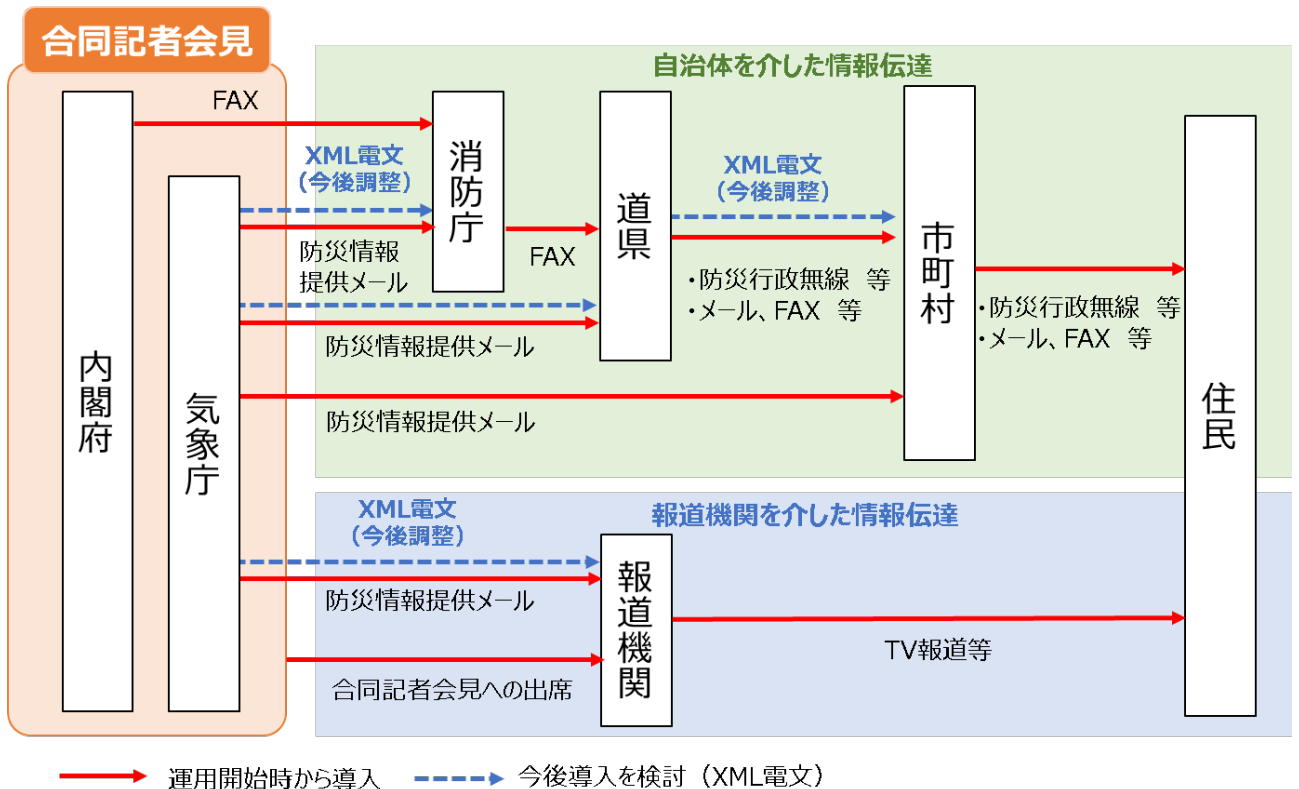 合同記者会見
自治体を介した情報伝達
FAX
XML電文
（今後調整）
防災情報
提供メール
消防庁
FAX
道県
XML電文
（今後調整）
・防災行政無線　等
・メール、FAX　等
市町村
・防災行政無線　等
・メール、FAX　等
住民
内閣府
気象庁
防災情報提供メール
防災情報提供メール
XML電文
（今後調整）
報道機関を介した情報伝達
防災情報提供メール
報道機関
TV報道等
合同記者会見への出席
運用開始時から導入
今後導入を検討（XML電文）